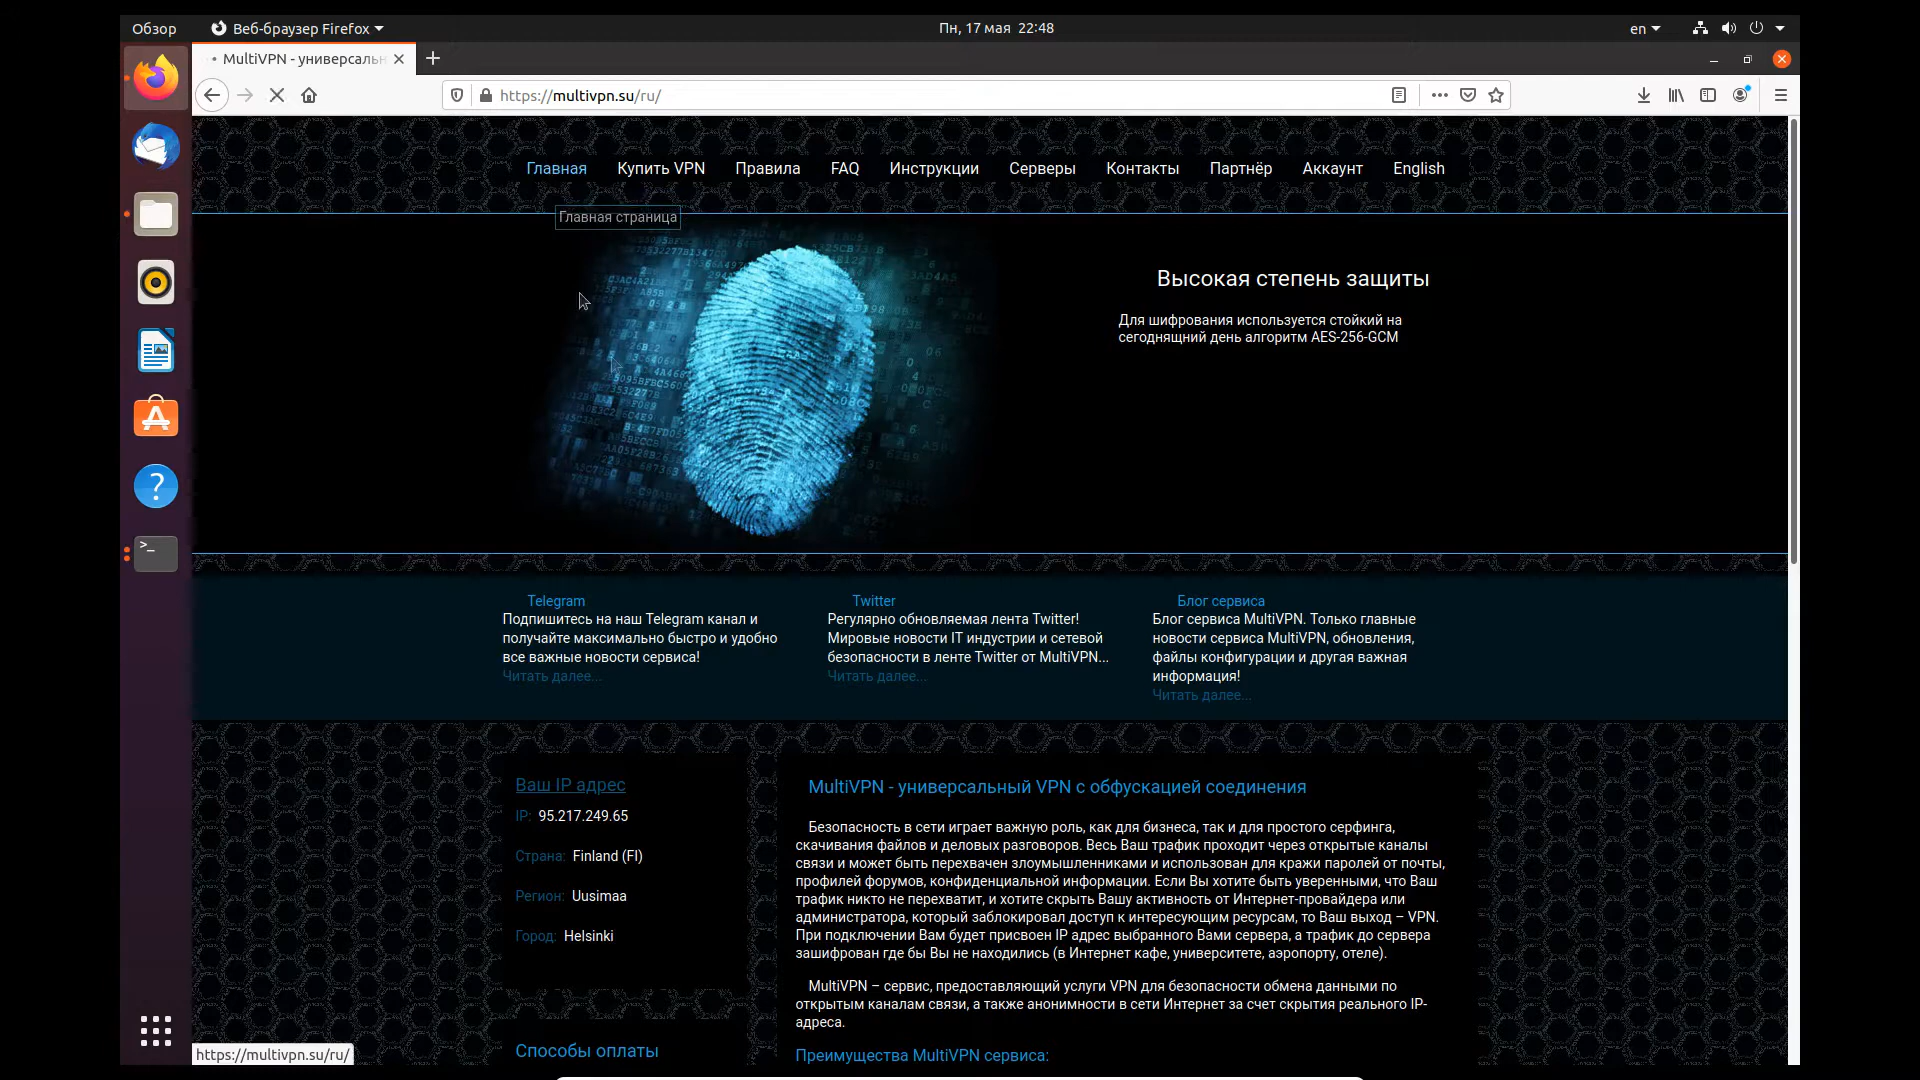 Обзор
Веб-браузер Firefox
Пн, 17 мая 22:48
en
MultiVPN - универсальн
https://multivpn.su/ru/
Главная
Купить VPN
Правила
FAQ
Инструкции
Серверы
Контакты
Партнёр
Аккаунт
English
Главная страница
Высокая степень защиты
Для шифрования используется стойкий на
сегодняшний день алгоритм AES-256-GCM
Telegram
Подпишитесь на наш Telegram канал и
получайте максимально быстро и удобно
все важные новости сервиса!
Читать далее...
Twitter
Регулярно обновляемая лента Twitter!
Мировые новости IT индустрии и сетевой
безопасности в ленте Twitter от MultiVPN...
Читать далее...
Блог сервиса
Блог сервиса MultiVPN. Только главные
новости сервиса MultiVPN, обновления,
файлы конфигурации и другая важная
информация!
Читать далее...
Ваш IP адрес
IP: 95.217.249.65
Страна: Finland (FI)
Регион: Uusimaa
Город: Helsinki
Способы оплаты
MultiVPN - универсальный VPN с обфускацией соединения
Безопасность в сети играет важную роль, как для бизнеса, так и для простого серфинга,
скачивания файлов и деловых разговоров. Весь Ваш трафик проходит через открытые каналы
связи и может быть перехвачен злоумышленниками и использован для кражи паролей от почты,
профилей форумов, конфиденциальной информации. Если Вы хотите быть уверенными, что Ваш
трафик никто не перехватит, и хотите скрыть Вашу активность от Интернет-провайдера или
администратора, который заблокировал доступ к интересующим ресурсам, то Ваш выход – VPN.
При подключении Вам будет присвоен IP адрес выбранного Вами сервера, а трафик до сервера
зашифрован где бы Вы не находились (в Интернет кафе, университете, аэропорту, отеле).
MultiVPN – сервис, предоставляющий услуги VPN для безопасности обмена данными по
открытым каналам связи, а также анонимности в сети Интернет за счет скрытия реального IP-
адреса.
Преимущества MultiVPN сервиса:
https://multivpn.su/ru/